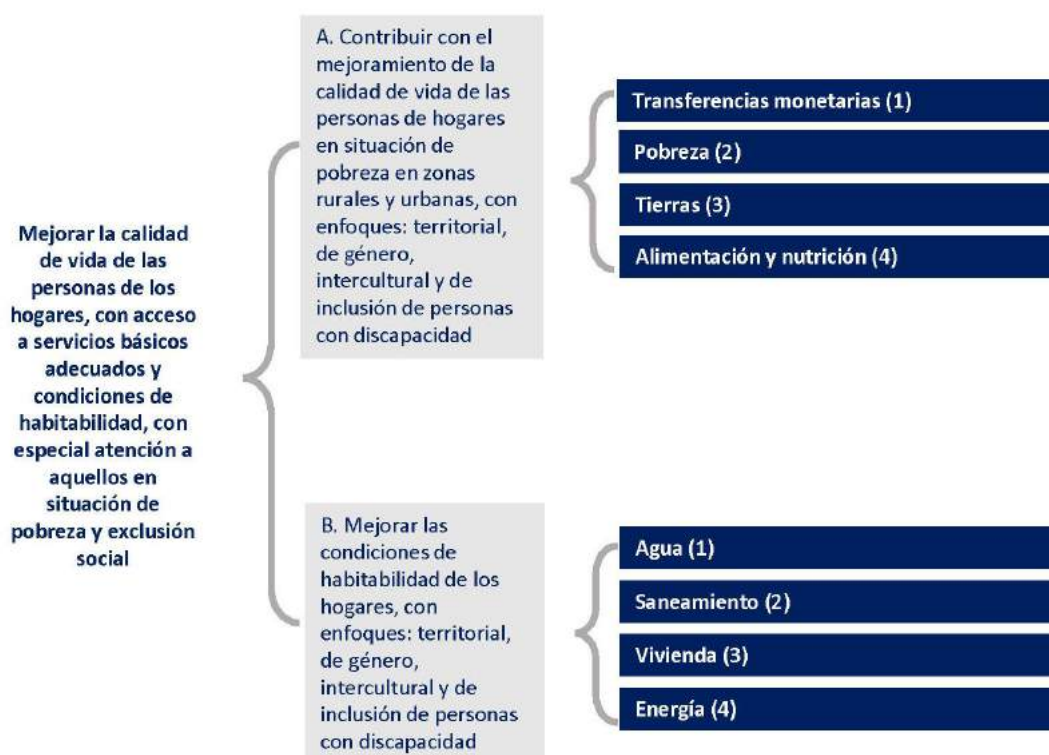 Mejorar la calidad
de vida de las
personas de los
hogares, con acceso
a servicios básicos
adecuados y
condiciones de
habitabilidad, con
especial atención a
aquellos en
situación de
pobreza y exclusión
social
A. Contribuir con el
mejoramiento de la
calidad de vida de las
personas de hogares
en situación de
pobreza en zonas
rurales y urbanas, con
enfoques: territorial,
de género,
intercultural y de
inclusión de personas
con discapacidad
Transferencias monetarias (1)
Pobreza (2)
Tierras (3)
Alimentación y nutrición (4)
B. Mejorar las
condiciones de
habitabilidad de los
hogares, con
enfoques: territorial,
de género,
intercultural y de
inclusión de personas
con discapacidad
Agua (1)
Saneamiento (2)
Vivienda (3)
Energía (4)